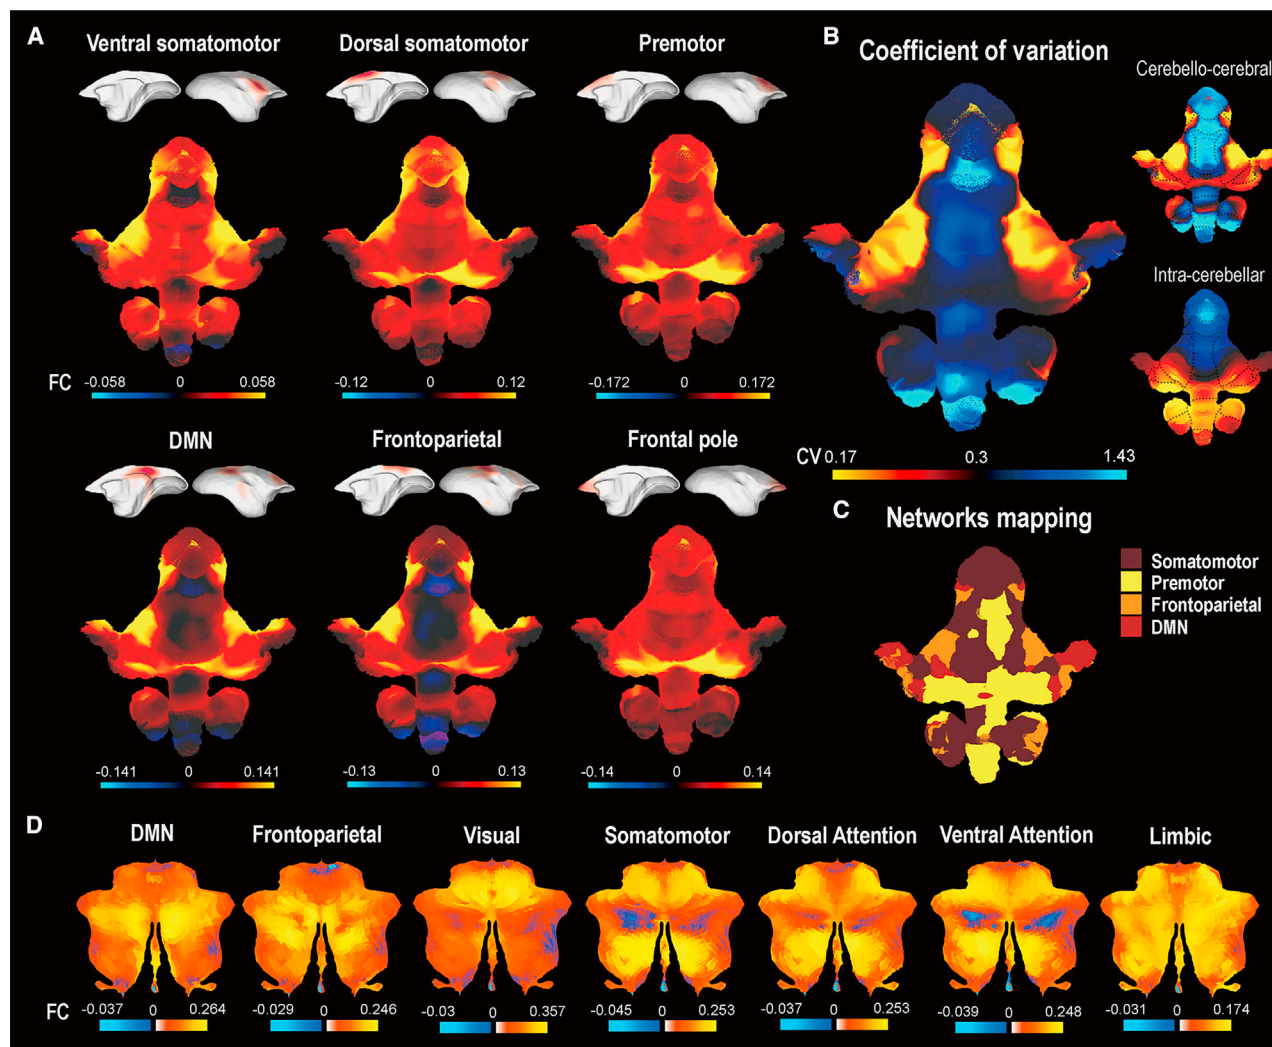 A
Ventral somatomotor
Dorsal somatomotor
Premotor
FC
-0.058 0 0.058
-0.12 0 0.12
-0.172 0 0.172
DMN
Frontoparietal
Frontal pole
-0.141 0 0.141
-0.13 0 0.13
-0.14 0 0.14
B
Coefficient of variation
Cerebello-cerebral
Intra-cerebellar
CV 0.17 0.3 1.43
C
Networks mapping
Somatomotor
Premotor
Frontoparietal
DMN
D
DMN
Frontoparietal
Visual
Somatomotor
Dorsal Attention
Ventral Attention
Limbic
FC
-0.037 0 0.264
-0.029 0 0.246
-0.03 0 0.357
-0.045 0 0.253
-0.037 0 0.253
-0.039 0 0.248
-0.031 0 0.174